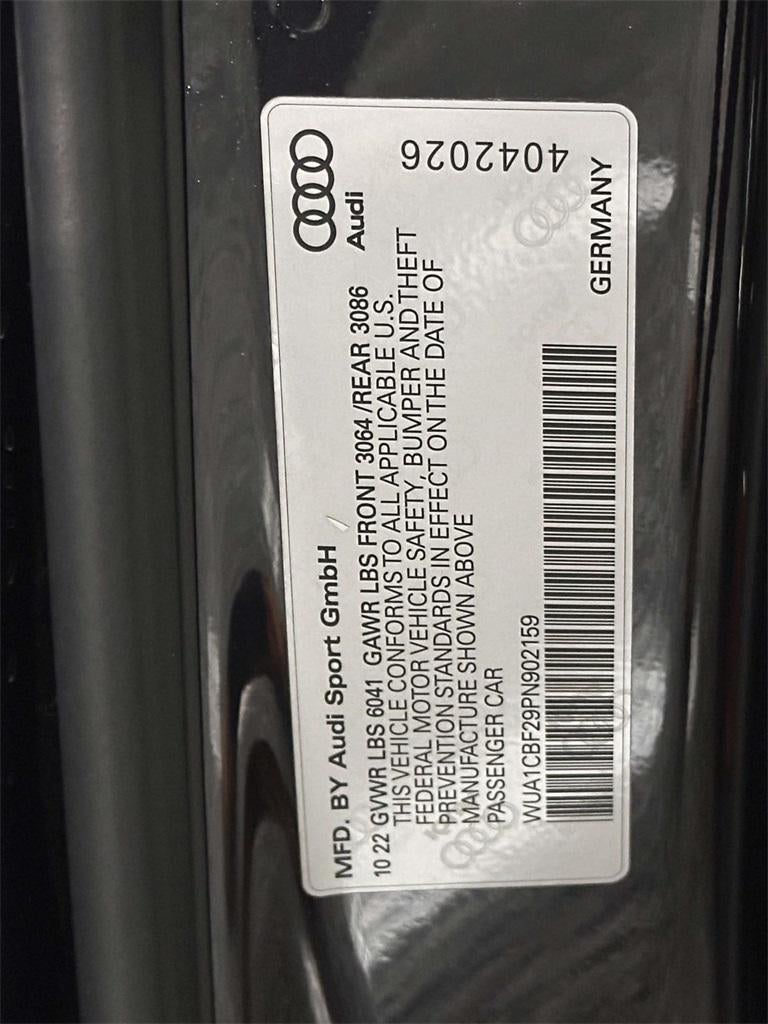 Audi
4042026
MFD. BY Audi Sport GmbH
10 22 GVWR LBS 6041 GAWR LBS FRONT 3064 /REAR 3086
THIS VEHICLE CONFORMS TO ALL APPLICABLE U.S.
FEDERAL MOTOR VEHICLE SAFETY, BUMPER AND THEFT
PREVENTION STANDARDS IN EFFECT ON THE DATE OF
MANUFACTURE SHOWN ABOVE
PASSENGER CAR
WUA1CBF29PN902159
GERMANY